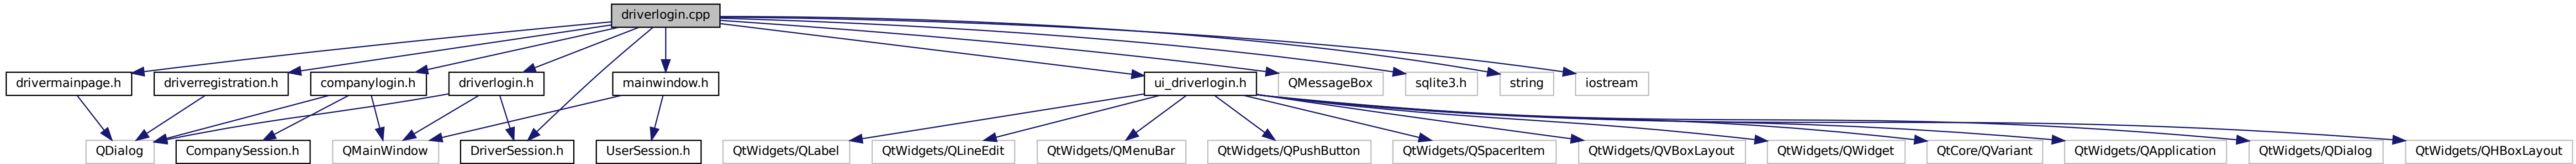 driverlogin.cpp
drivermainpage.h
driverregistration.h
companylogin.h
driverlogin.h
mainwindow.h
ui_driverlogin.h
QMessageBox
sqlite3.h
string
iostream
QDialog
CompanySession.h
QMainWindow
DriverSession.h
UserSession.h
QtWidgets/QLabel
QtWidgets/QLineEdit
QtWidgets/QMenuBar
QtWidgets/QPushButton
QtWidgets/QSpacerItem
QtWidgets/QVBoxLayout
QtWidgets/QWidget
QtCore/QVariant
QtWidgets/QApplication
QtWidgets/QDialog
QtWidgets/QHBoxLayout